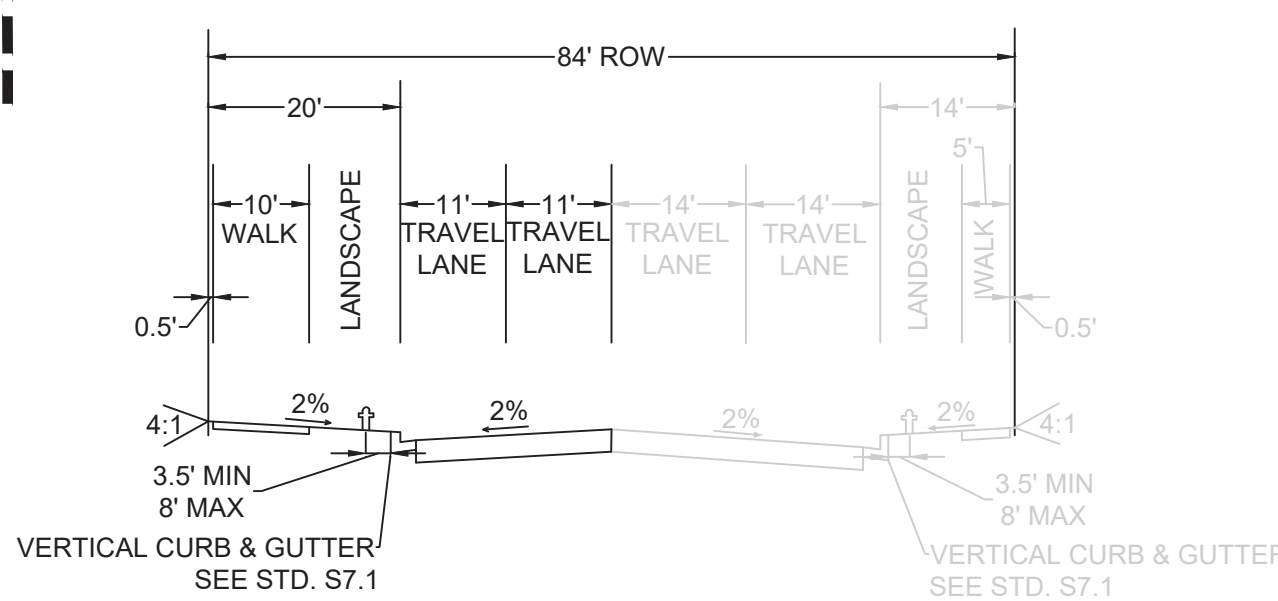 84' ROW
20'
14'
5'
10'
WALK
LANDSCAPE
11'
TRAVEL
LANE
11'
TRAVEL
LANE
14'
TRAVEL
LANE
14'
TRAVEL
LANE
LANDSCAPE
WALK
0.5'
0.5'
4:1
2%
2%
2%
2%
4:1
3.5' MIN
8' MAX
3.5' MIN
8' MAX
VERTICAL CURB & GUTTER
SEE STD. S7.1
VERTICAL CURB & GUTTER
SEE STD. S7.1